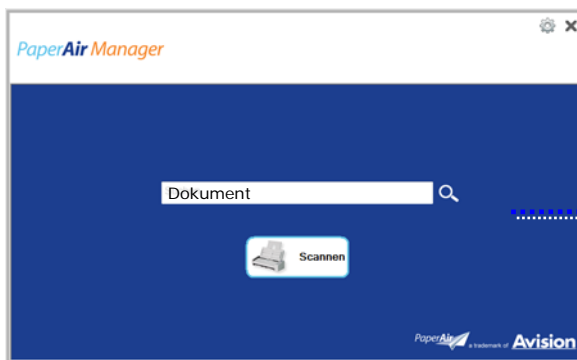 PaperAir Manager
Dokument
Scannen
PaperAir a trademark of Avision